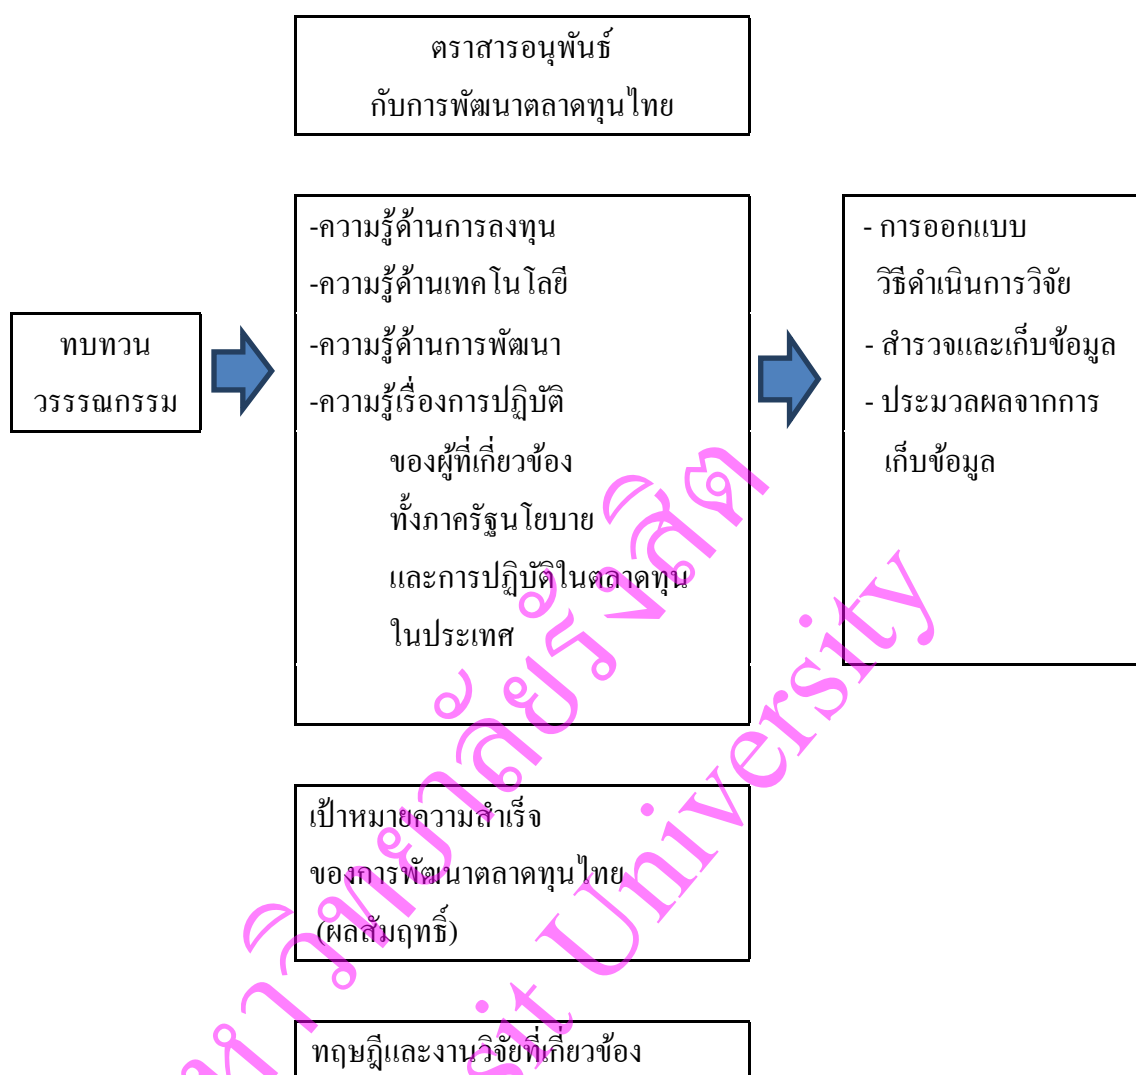 ตราสารอนุพันธ์
กับการพัฒนาตลาดทุนไทย
ทบทวน
วรรรณกรรม
-ความรู้ด้านการลงทุน
-ความรู้ด้านเทคโนโลยี
-ความรู้ด้านการพัฒนา
-ความรู้เรื่องการปฏิบัติ
ของผู้ที่เกี่ยวข้อง
ทั้งภาครัฐนโยบาย
และการปฏิบัติในตลาดทุน
ในประเทศ
- การออกแบบ
วิธีดำเนินการวิจัย
- สำรวจและเก็บข้อมูล
- ประมวลผลจากการ
เก็บข้อมูล
เป้าหมายความสำเร็จ
ของการพัฒนาตลาดทุนไทย
(ผลสัมฤทธิ์)
ทฤษฎีและงานวิจัยที่เกี่ยวข้อง
หาวิทยาลัยรังสิต
sit University